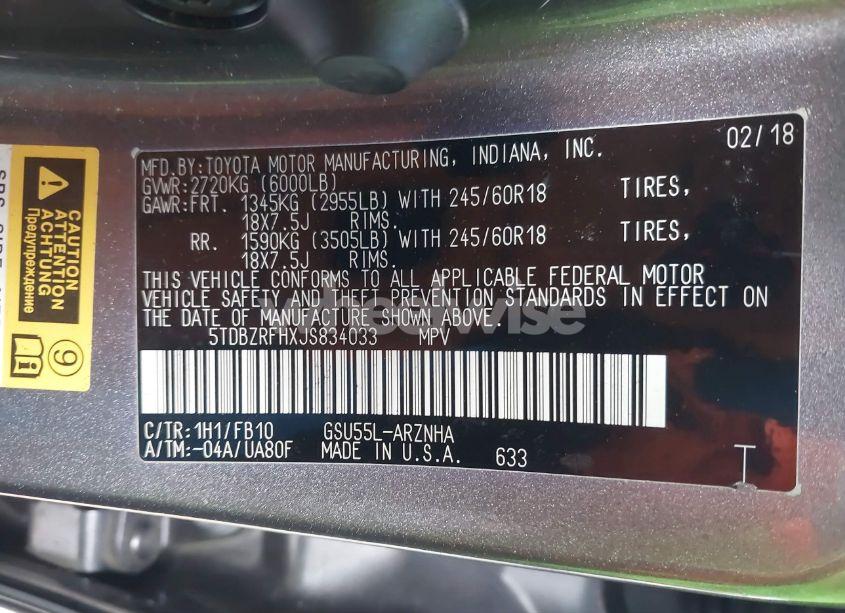 02/18
MFD.BY:TOYOTA MOTOR MANUFACTURING, INDIANA, INC.
GVWR:2720KG (6000LB)
GAWR:FRT. 1345KG (2955LB) WITH 245/60R18 TIRES,
18X7.5J RIMS.
RR. 1590KG (3505LB) WITH 245/60R18 TIRES,
18X7.5J RIMS.
THIS VEHICLE CONFORMS TO ALL APPLICABLE FEDERAL MOTOR
VEHICLE SAFETY AND THEFT PREVENTION STANDARDS IN EFFECT ON
THE DATE OF MANUFACTURE SHOWN ABOVE.
5TDBZRFHXJS834033 MPV
C/TR:1H1/FB10 GSU55L-ARZNHA
A/TM:-04A/UA80F MADE IN U.S.A. 633
T
CAUTION
ATTENTION
ACHTUNG
Предупреждение
9